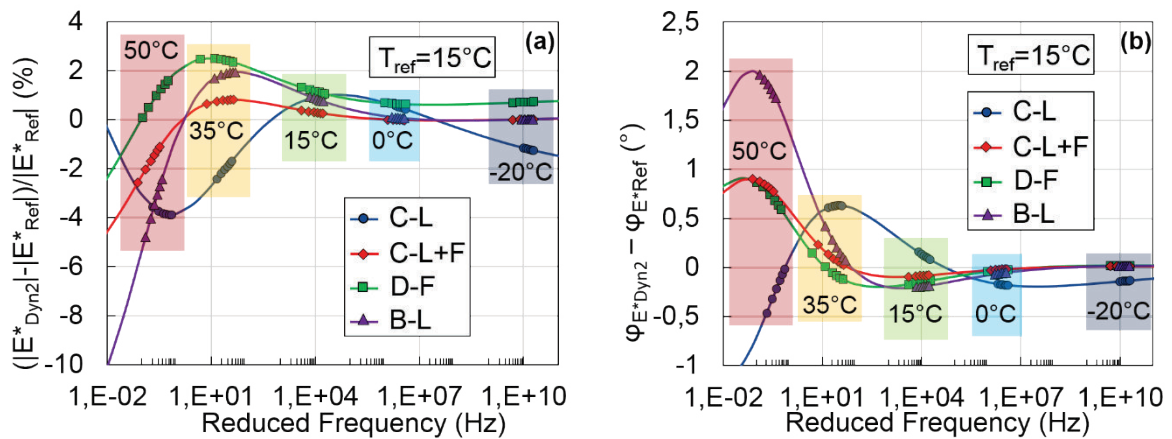 (a)
T_ref=15°C
(|E*_Dyn2|-|E*_Ref|)/|E*_Ref| (%)
4
2
0
-2
-4
-6
-8
-10
50°C
35°C
15°C
0°C
-20°C
C-L
C-L+F
D-F
B-L
1,E-02 1,E+01 1,E+04 1,E+07 1,E+10
Reduced Frequency (Hz)
(b)
T_ref=15°C
φ_E*Dyn2 – φ_E*Ref (°)
2,5
2
1,5
1
0,5
0
-0,5
-1
C-L
C-L+F
D-F
B-L
50°C
35°C
15°C
0°C
-20°C
1,E-02 1,E+01 1,E+04 1,E+07 1,E+10
Reduced Frequency (Hz)